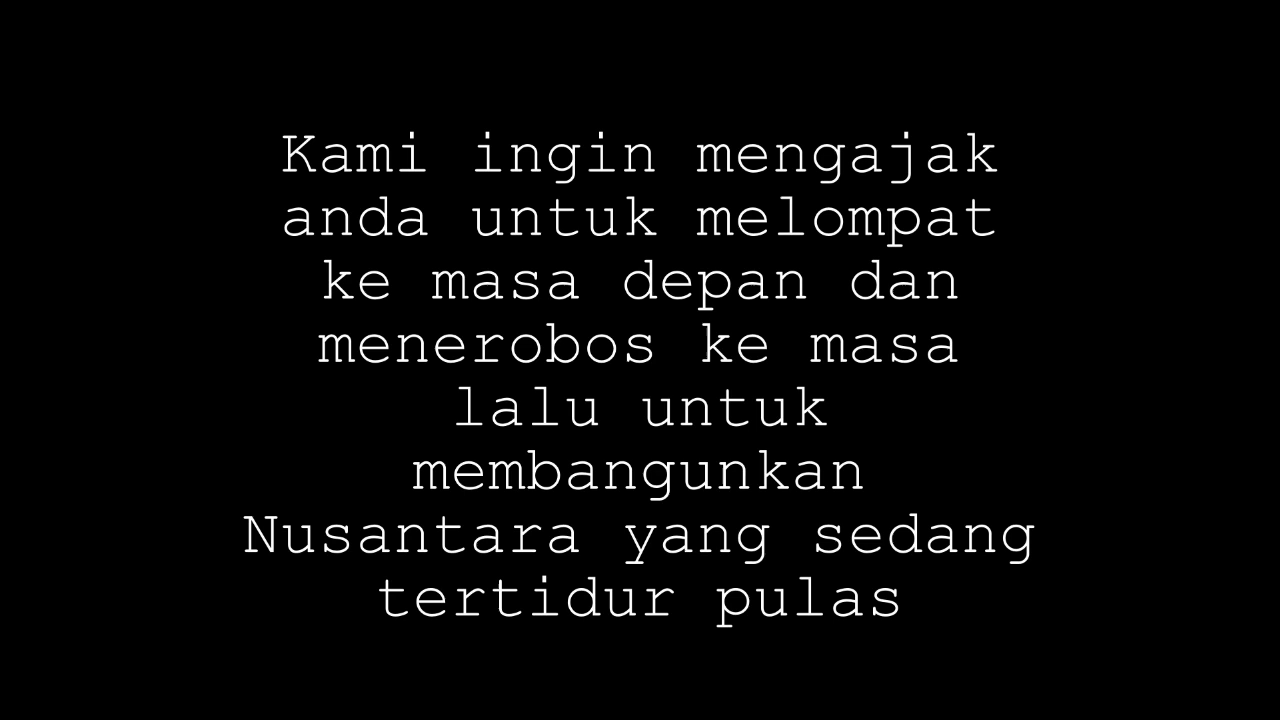 Kami ingin mengajak
anda untuk melompat
ke masa depan dan
menerobos ke masa
lalu untuk
membangunkan
Nusantara yang sedang
tertidur pulas